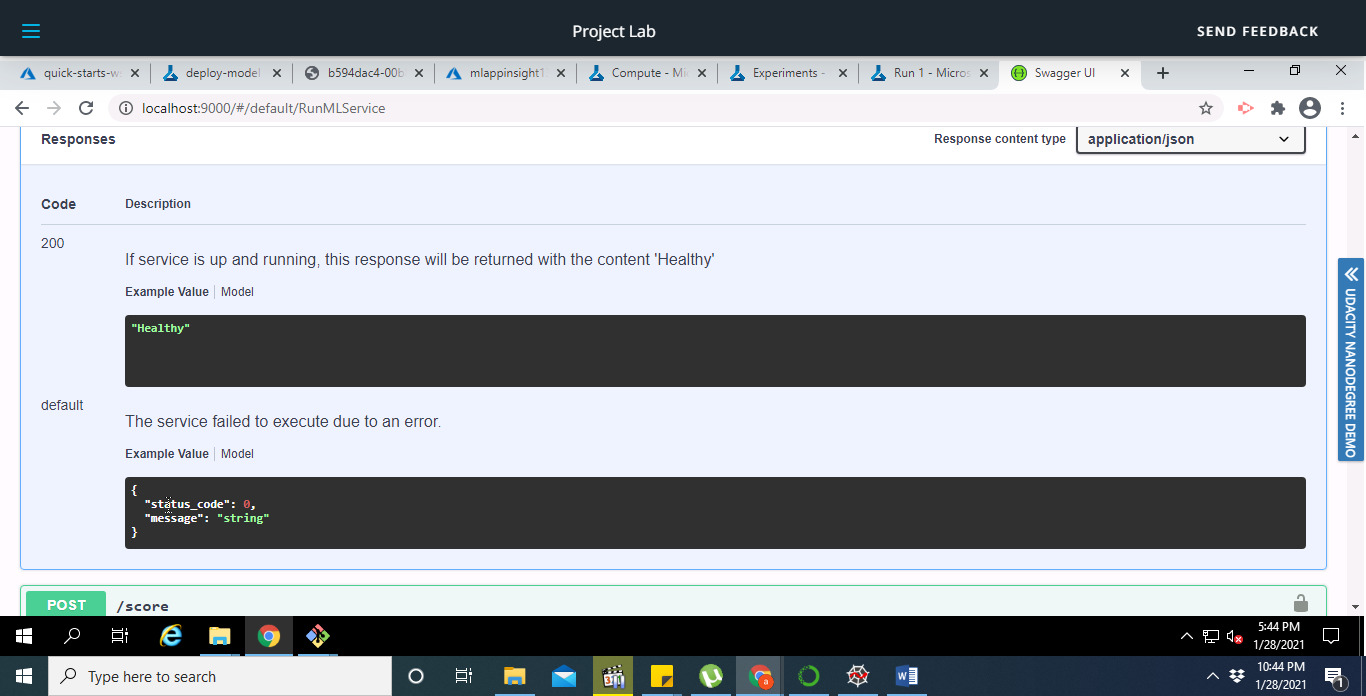 Project Lab
SEND FEEDBACK
quick-starts-w
deploy-model
b594dac4-00b
mlappinsight1
Compute - Mi
Experiments -
Run 1 - Micros
Swagger UI
localhost:9000/#/default/RunMLService
Responses
Response content type
application/json
Code
Description
200
If service is up and running, this response will be returned with the content 'Healthy'
Example Value
Model
"Healthy"
default
The service failed to execute due to an error.
Example Value
Model
{
"status_code": 0,
"message": "string"
}
POST
/score
UDACITY NANODEGREE DEMO
5:44 PM
1/28/2021
Type here to search
10:44 PM
1/28/2021
1